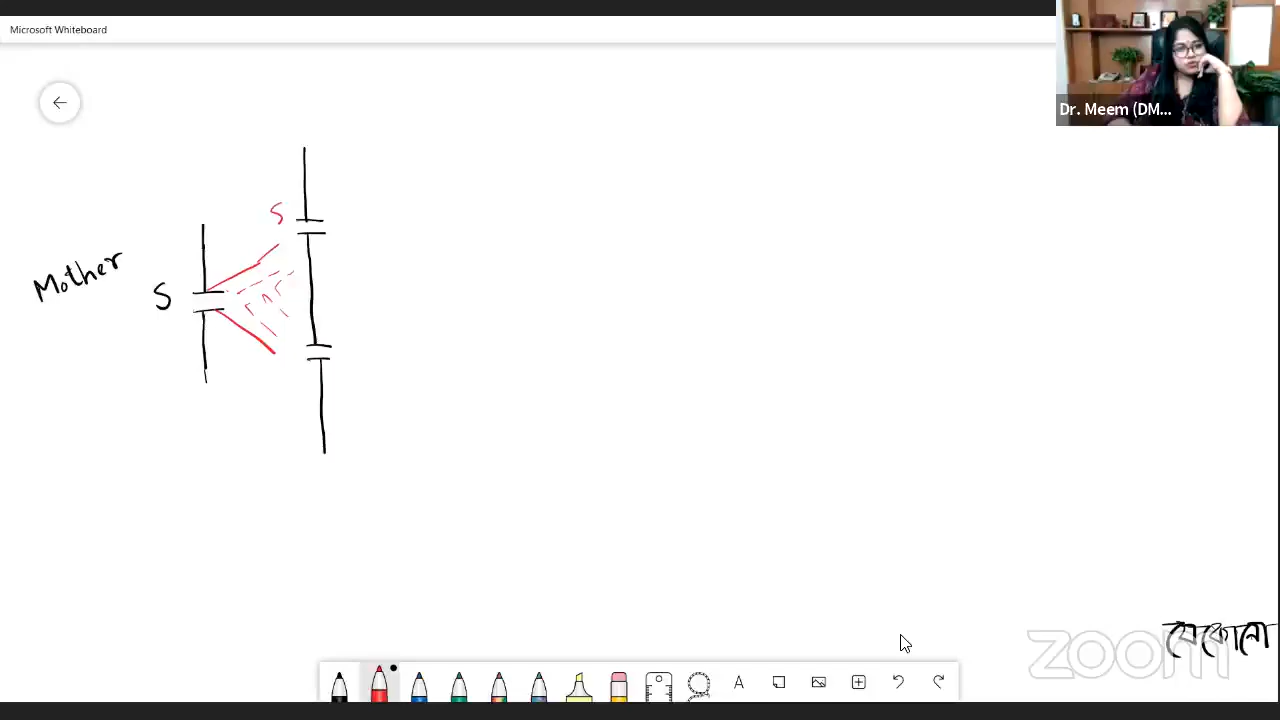 Microsoft Whiteboard
Dr. Meem (DM...
S
Mother
S
যেকোনো
zoom